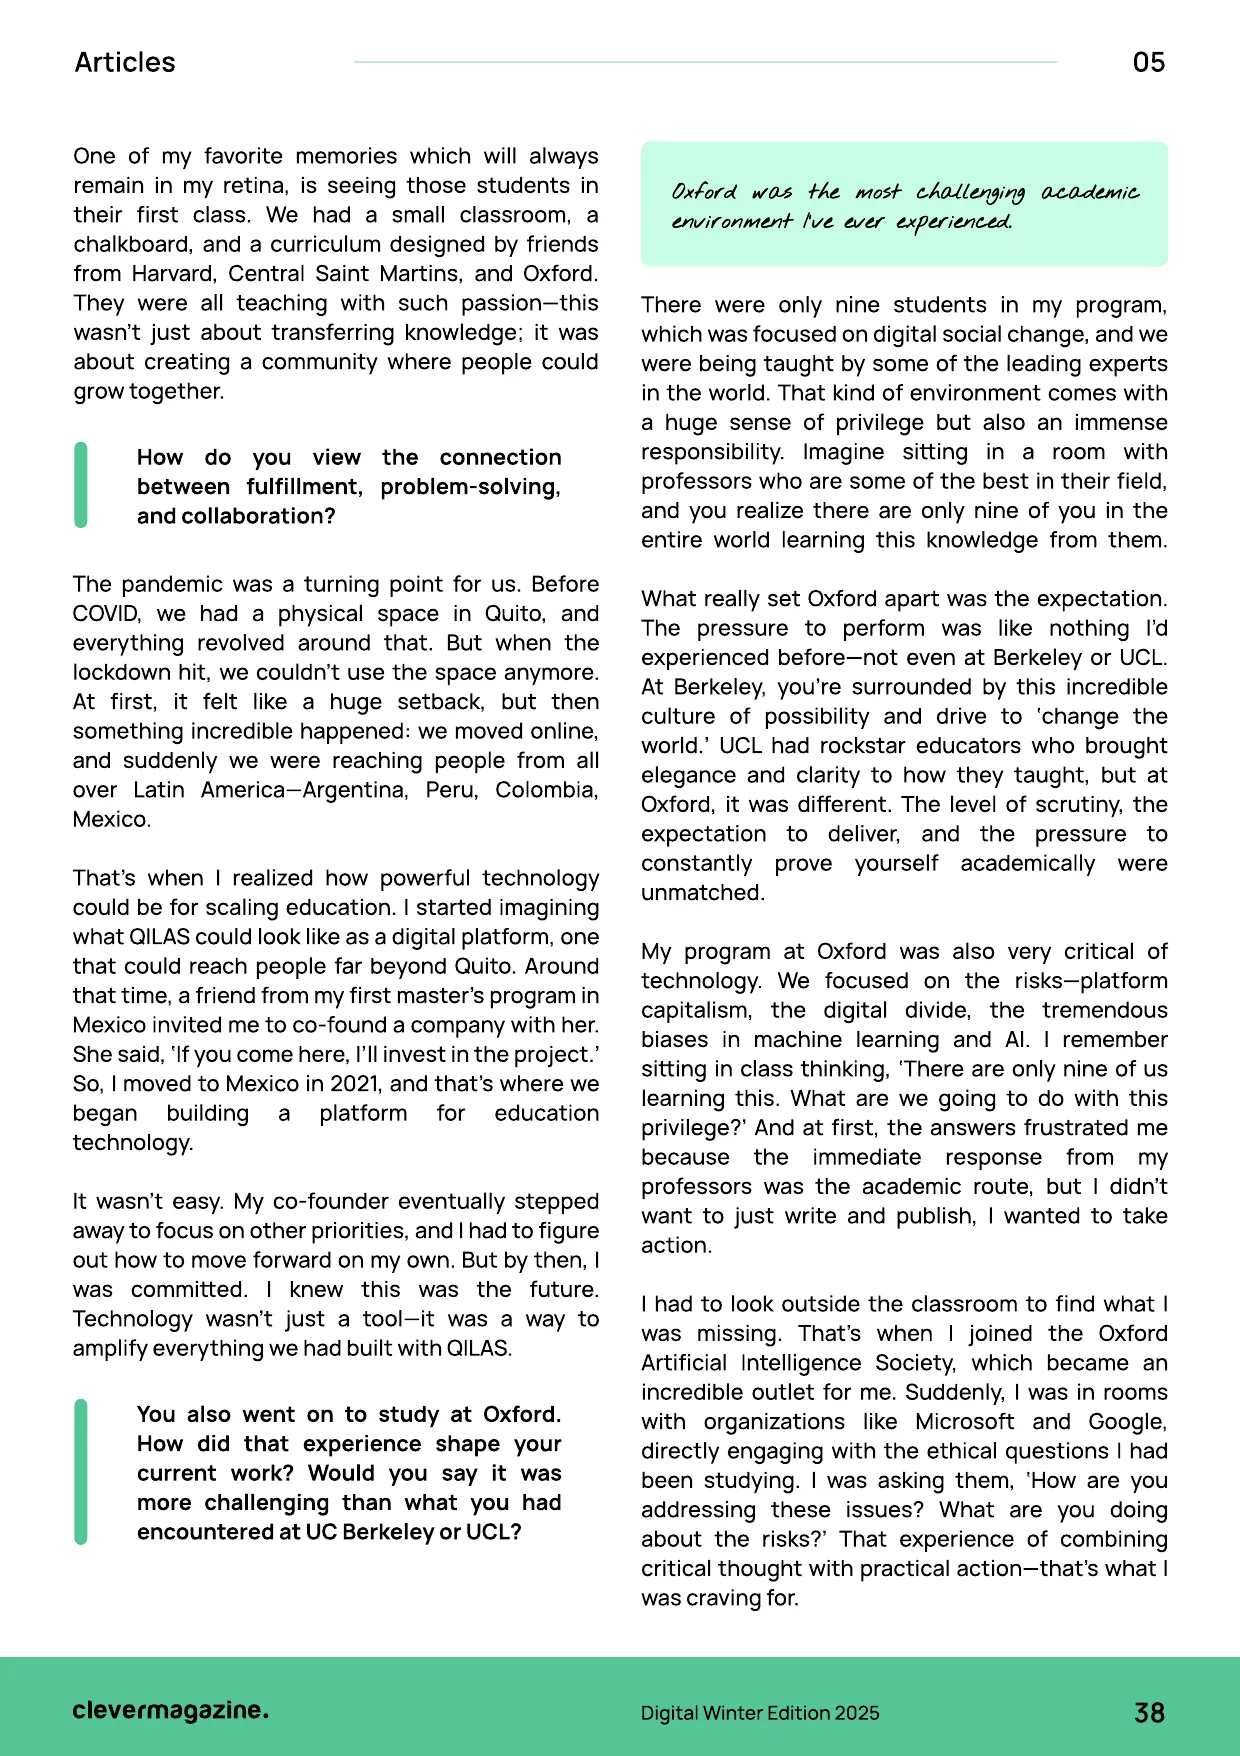 Articles
05
One of my favorite memories which will always
remain in my retina, is seeing those students in
their first class. We had a small classroom, a
chalkboard, and a curriculum designed by friends
from Harvard, Central Saint Martins, and Oxford.
They were all teaching with such passion—this
wasn't just about transferring knowledge; it was
about creating a community where people could
grow together.
How do you view the connection
between fulfillment, problem-solving,
and collaboration?
The pandemic was a turning point for us. Before
COVID, we had a physical space in Quito, and
everything revolved around that. But when the
lockdown hit, we couldn't use the space anymore.
At first, it felt like a huge setback, but then
something incredible happened: we moved online,
and suddenly we were reaching people from all
over Latin America—Argentina, Peru, Colombia,
Mexico.
That's when I realized how powerful technology
could be for scaling education. I started imagining
what QILAS could look like as a digital platform, one
that could reach people far beyond Quito. Around
that time, a friend from my first master's program in
Mexico invited me to co-found a company with her.
She said, 'If you come here, I'll invest in the project.'
So, I moved to Mexico in 2021, and that's where we
began building a platform for education
technology.
It wasn't easy. My co-founder eventually stepped
away to focus on other priorities, and I had to figure
out how to move forward on my own. But by then, I
was committed. I knew this was the future.
Technology wasn't just a tool—it was a way to
amplify everything we had built with QILAS.
You also went on to study at Oxford.
How did that experience shape your
current work? Would you say it was
more challenging than what you had
encountered at UC Berkeley or UCL?
Oxford was the most challenging academic
environment I've ever experienced.
There were only nine students in my program,
which was focused on digital social change, and we
were being taught by some of the leading experts
in the world. That kind of environment comes with
a huge sense of privilege but also an immense
responsibility. Imagine sitting in a room with
professors who are some of the best in their field,
and you realize there are only nine of you in the
entire world learning this knowledge from them.
What really set Oxford apart was the expectation.
The pressure to perform was like nothing I'd
experienced before—not even at Berkeley or UCL.
At Berkeley, you're surrounded by this incredible
culture of possibility and drive to 'change the
world.' UCL had rockstar educators who brought
elegance and clarity to how they taught, but at
Oxford, it was different. The level of scrutiny, the
expectation to deliver, and the pressure to
constantly prove yourself academically were
unmatched.
My program at Oxford was also very critical of
technology. We focused on the risks—platform
capitalism, the digital divide, the tremendous
biases in machine learning and AI. I remember
sitting in class thinking, 'There are only nine of us
learning this. What are we going to do with this
privilege?' And at first, the answers frustrated me
because the immediate response from my
professors was the academic route, but I didn't
want to just write and publish, I wanted to take
action.
I had to look outside the classroom to find what I
was missing. That's when I joined the Oxford
Artificial Intelligence Society, which became an
incredible outlet for me. Suddenly, I was in rooms
with organizations like Microsoft and Google,
directly engaging with the ethical questions I had
been studying. I was asking them, 'How are you
addressing these issues? What are you doing
about the risks?' That experience of combining
critical thought with practical action—that's what I
was craving for.
clevermagazine.
Digital Winter Edition 2025
38